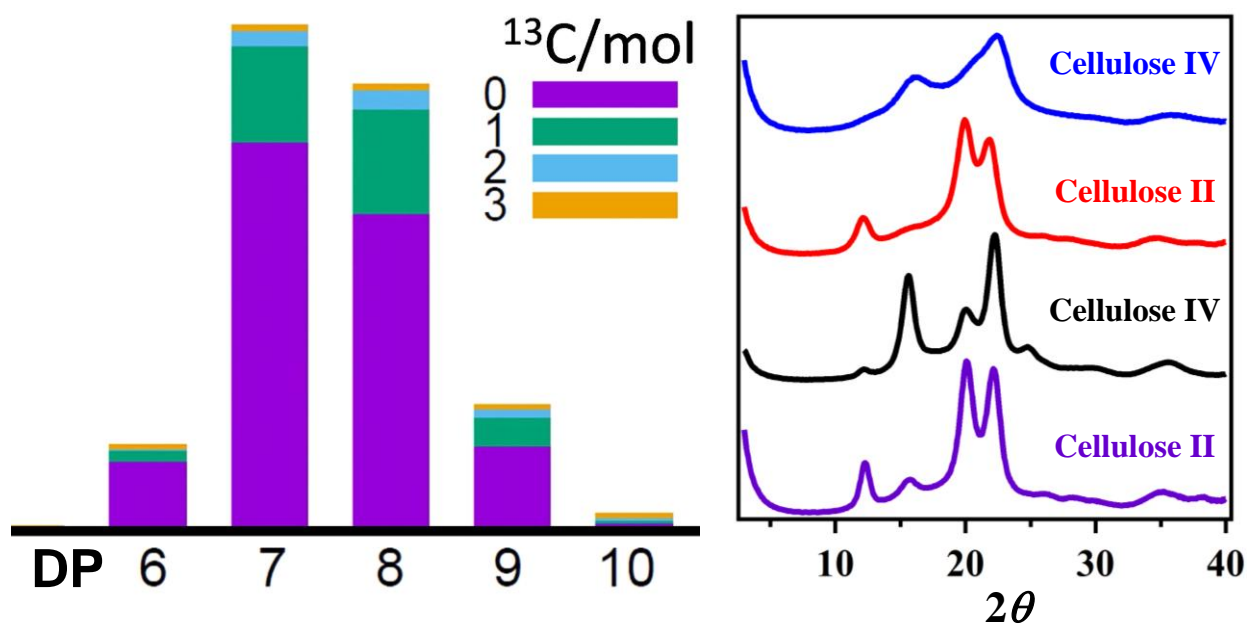 ¹³C/mol
0
1
2
3
DP 6 7 8 9 10
Cellulose IV
Cellulose II
Cellulose IV
Cellulose II
10 20 30 40
2θ